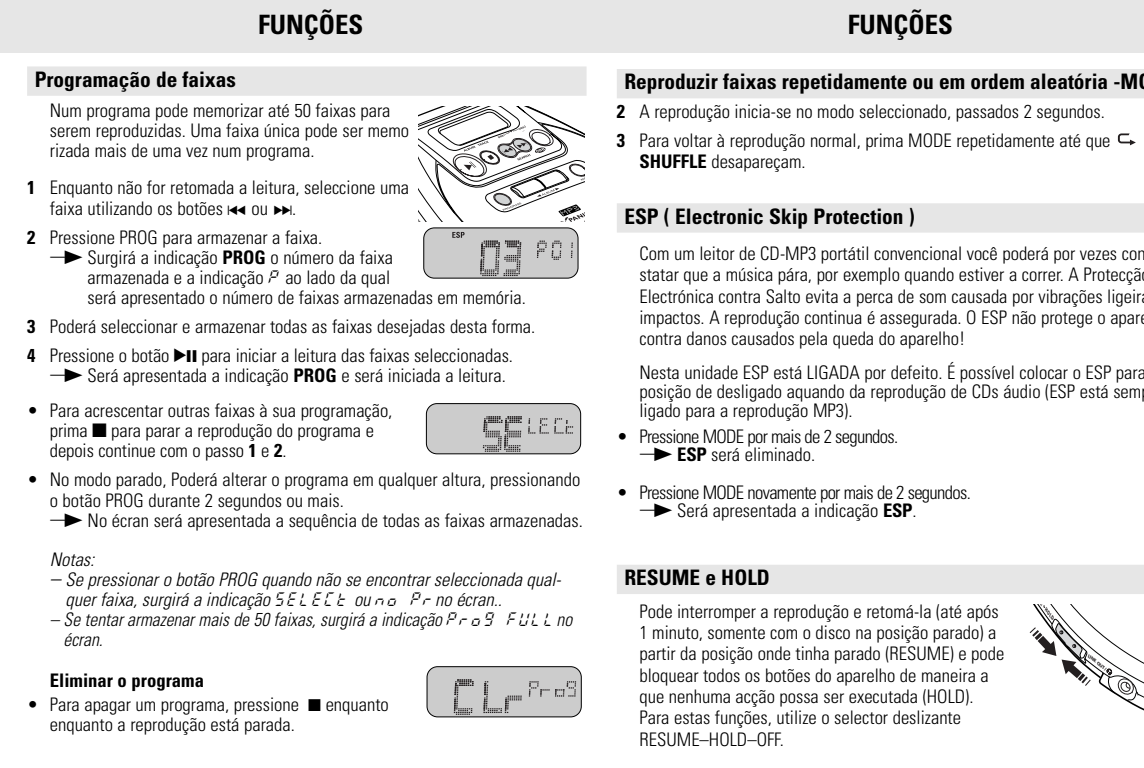 FUNÇÕES
Programação de faixas
Num programa pode memorizar até 50 faixas para
serem reproduzidas. Uma faixa única pode ser memo
rizada mais de uma vez num programa.
1 Enquanto não for retomada a leitura, seleccione uma
faixa utilizando os botões ⏮ ou ⏭.
2 Pressione PROG para armazenar a faixa.
→ Surgirá a indicação PROG o número da faixa
armazenada e a indicação P ao lado da qual
será apresentado o número de faixas armazenadas em memória.
ESP
03 P01
3 Poderá seleccionar e armazenar todas as faixas desejadas desta forma.
4 Pressione o botão ▶II para iniciar a leitura das faixas seleccionadas.
→ Será apresentada a indicação PROG e será iniciada a leitura.
• Para acrescentar outras faixas à sua programação,
prima ■ para parar a reprodução do programa e
depois continue com o passo 1 e 2.
SELECt
• No modo parado, Poderá alterar o programa em qualquer altura, pressionando
o botão PROG durante 2 segundos ou mais.
→ No écran será apresentada a sequência de todas as faixas armazenadas.
Notas:
– Se pressionar o botão PROG quando não se encontrar seleccionada qual-
quer faixa, surgirá a indicação SELECt ou no Pr no écran..
– Se tentar armazenar mais de 50 faixas, surgirá a indicação Prog FULL no
écran.
Eliminar o programa
• Para apagar um programa, pressione ■ enquanto
enquanto a reprodução está parada.
CLr Prog
FUNÇÕES
Reproduzir faixas repetidamente ou em ordem aleatória -MO
2 A reprodução inicia-se no modo seleccionado, passados 2 segundos.
3 Para voltar à reprodução normal, prima MODE repetidamente até que ⮎
SHUFFLE desapareçam.
ESP ( Electronic Skip Protection )
Com um leitor de CD-MP3 portátil convencional você poderá por vezes con
statar que a música pára, por exemplo quando estiver a correr. A Protecção
Electrónica contra Salto evita a perca de som causada por vibrações ligeira
impactos. A reprodução continua é assegurada. O ESP não protege o apare
contra danos causados pela queda do aparelho!
Nesta unidade ESP está LIGADA por defeito. É possível colocar o ESP para
posição de desligado aquando da reprodução de CDs áudio (ESP está semp
ligado para a reprodução MP3).
• Pressione MODE por mais de 2 segundos.
→ ESP será eliminado.
• Pressione MODE novamente por mais de 2 segundos.
→ Será apresentada a indicação ESP.
RESUME e HOLD
Pode interromper a reprodução e retomá-la (até após
1 minuto, somente com o disco na posição parado) a
partir da posição onde tinha parado (RESUME) e pode
bloquear todos os botões do aparelho de maneira a
que nenhuma acção possa ser executada (HOLD).
Para estas funções, utilize o selector deslizante
RESUME–HOLD–OFF.